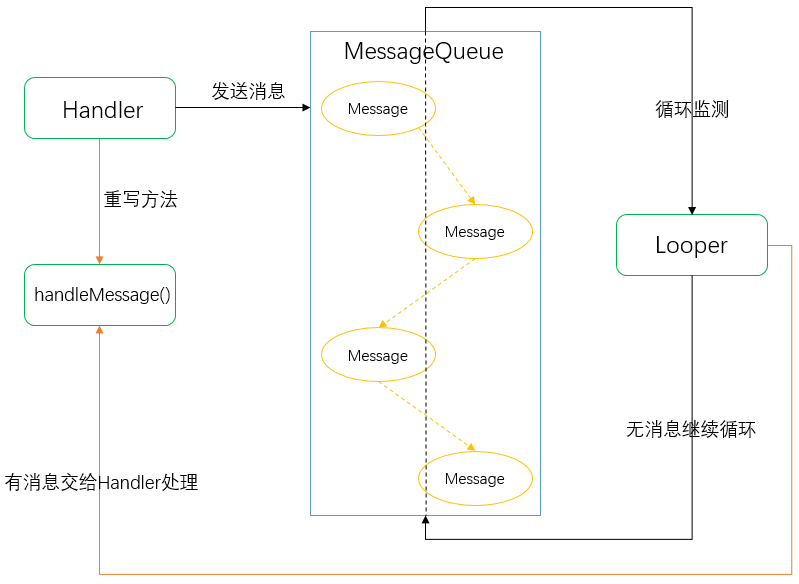 MessageQueue
发送消息
Handler
Message
循环监测
重写方法
Message
Looper
handleMessage()
Message
无消息继续循环
有消息交给Handler处理
Message